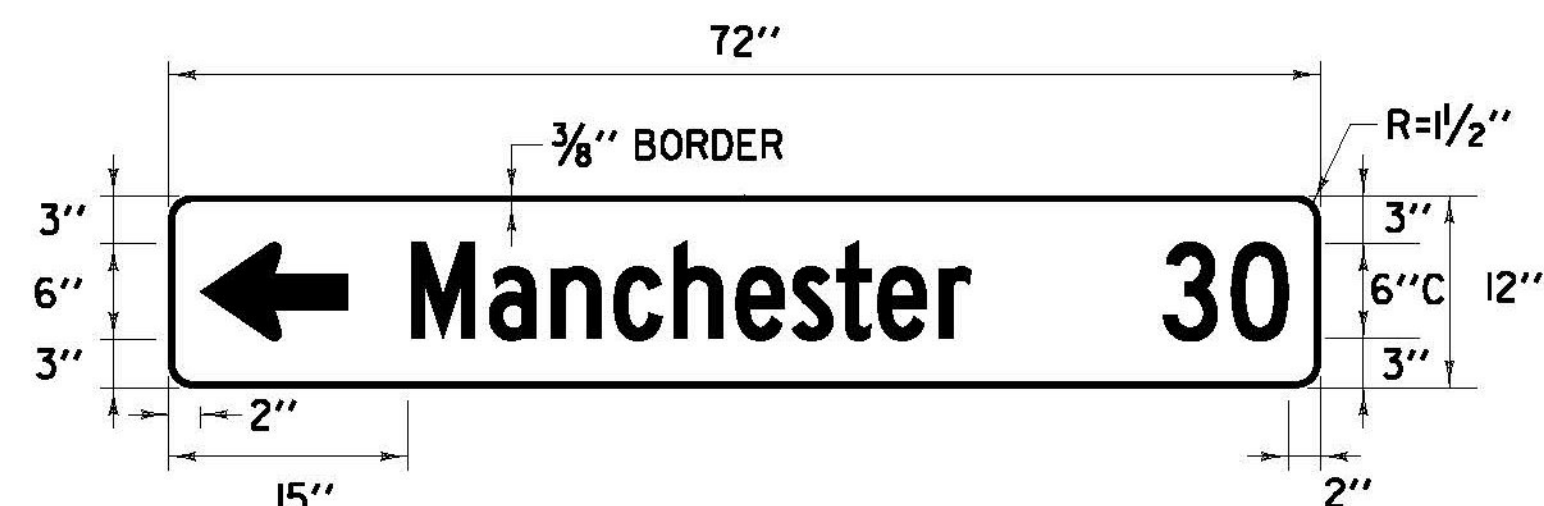 72″
3/8″ BORDER
R=1 1/2″
3″
3″
Manchester 30
6″
6″C
12″
3″
3″
2″
15″
2″